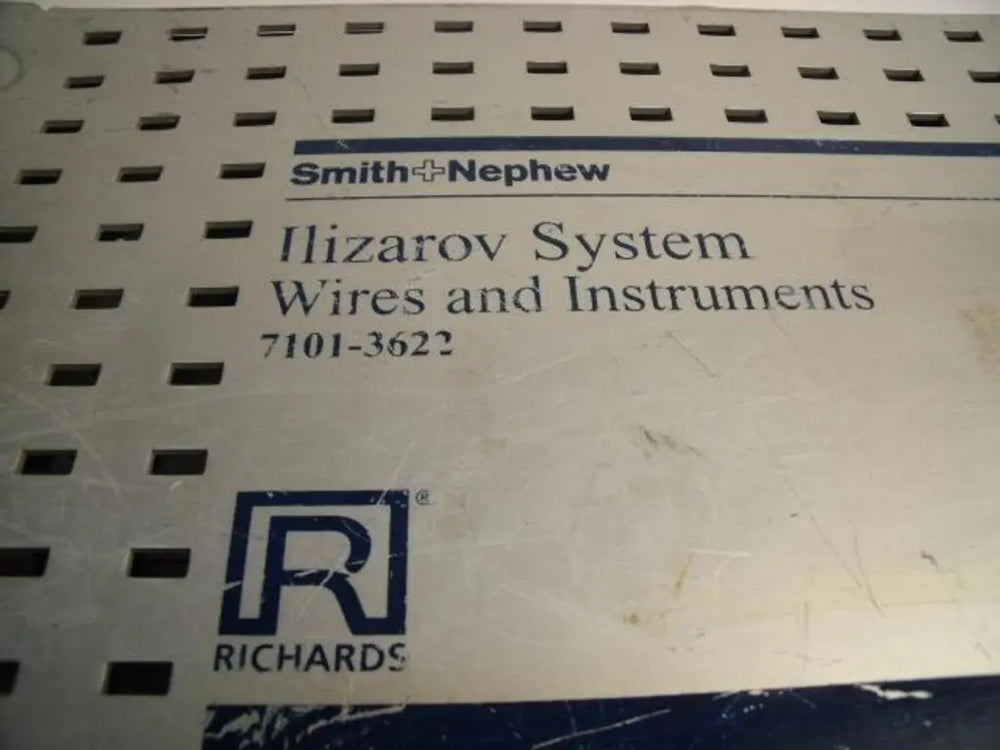 Smith+Nephew
Ilizarov System
Wires and Instruments
7101-3622
R®
RICHARDS